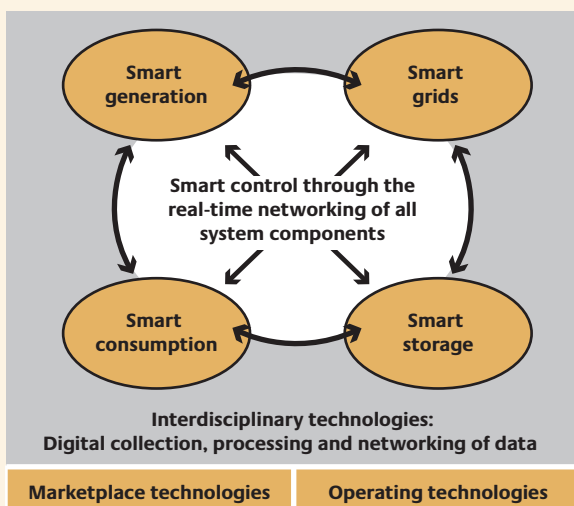 Smart
generation
Smart
grids
Smart control through the
real-time networking of all
system components
Smart
consumption
Smart
storage
Interdisciplinary technologies:
Digital collection, processing and networking of data
Marketplace technologies
Operating technologies